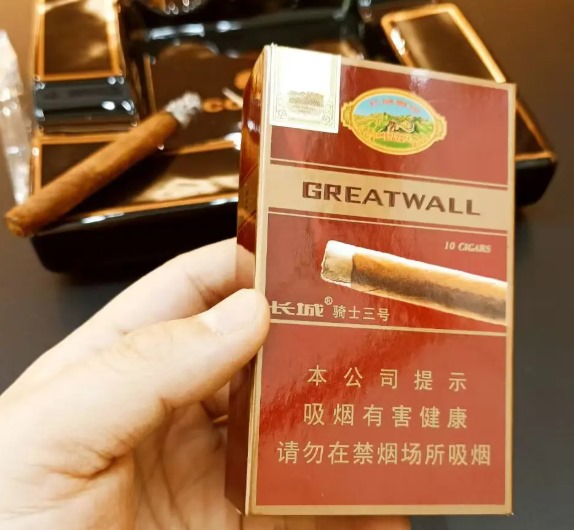 GREATWALL
10 CIGARS
长城® 骑士三号
本公司提示
吸烟有害健康
请勿在禁烟场所吸烟